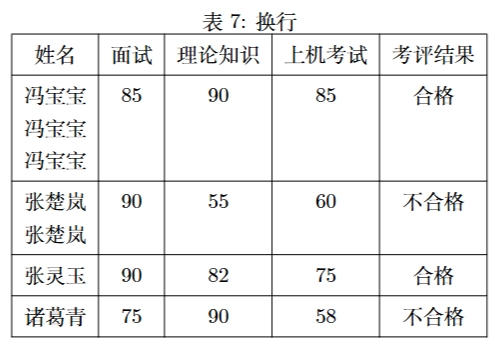 表 7: 换行
姓名 面试 理论知识 上机考试 考评结果
冯宝宝 85 90 85 合格
冯宝宝
冯宝宝
张楚岚 90 55 60 不合格
张楚岚
张灵玉 90 82 75 合格
诸葛青 75 90 58 不合格